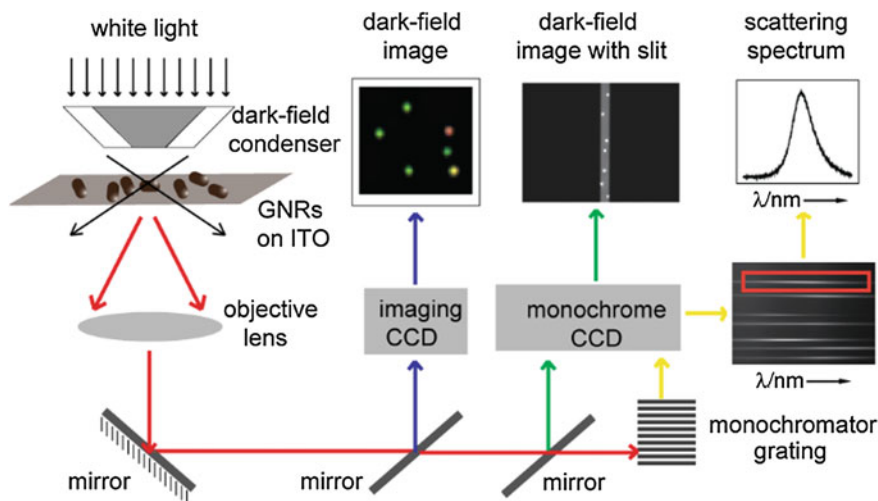 white light
dark-field
condenser
GNRs
on ITO
objective
lens
mirror
dark-field
image
imaging
CCD
mirror
dark-field
image with slit
monochrome
CCD
mirror
scattering
spectrum
λ/nm
λ/nm
monochromator
grating